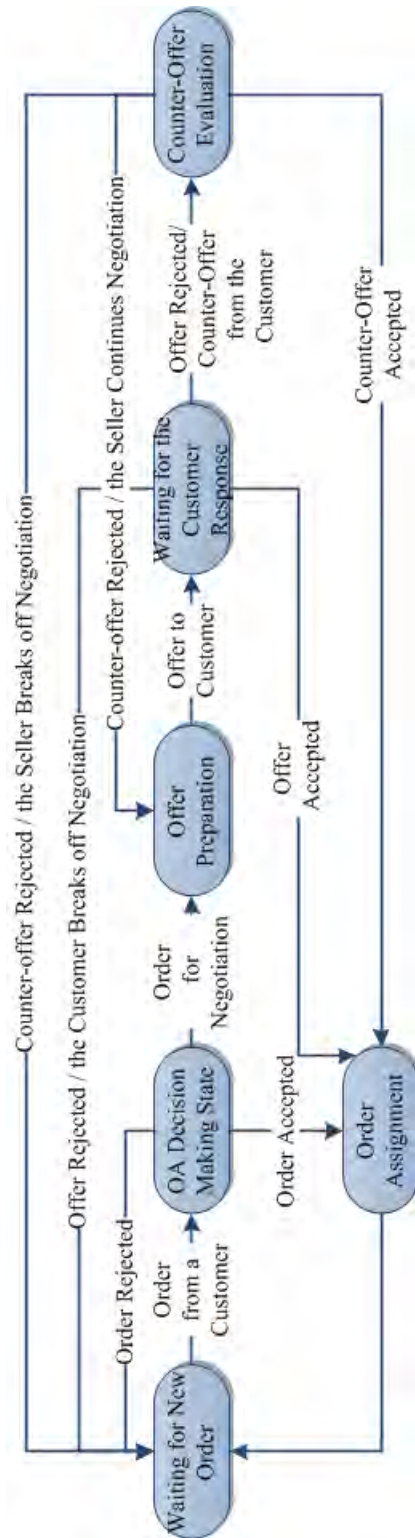 Counter-offer Rejected / the Seller Breaks off Negotiation
Offer Rejected / the Customer Breaks off Negotiation
Counter-offer Rejected / the Seller Continues Negotiation
Order Rejected
Waiting for New
Order
Order
from a
Customer
OA Decision
Making State
Order
for
Negotiation
Offer
Preparation
Offer to
Customer
Waiting for the
Customer
Response
Offer Rejected/
Counter-Offer
from the
Customer
Counter-Offer
Evaluation
Order Accepted
Offer
Accepted
Counter-Offer
Accepted
Order
Assignment